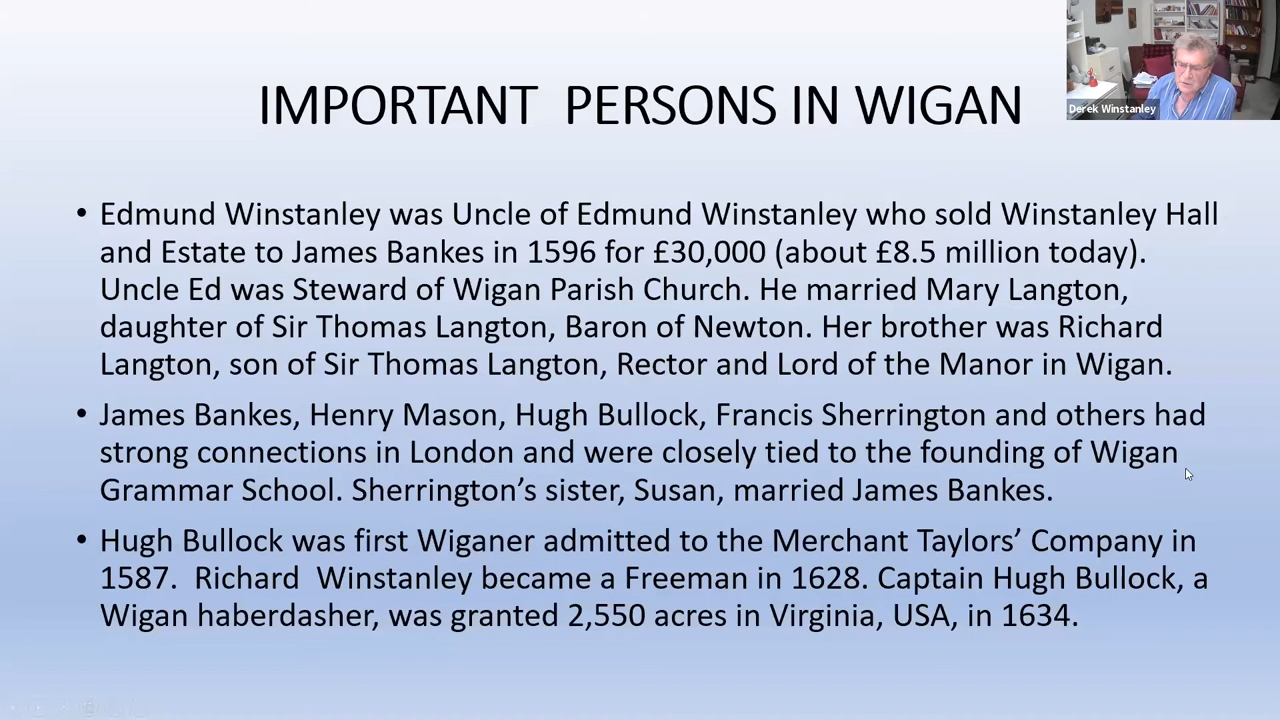 IMPORTANT PERSONS IN WIGAN
Derek Winstanley
• Edmund Winstanley was Uncle of Edmund Winstanley who sold Winstanley Hall
and Estate to James Bankes in 1596 for £30,000 (about £8.5 million today).
Uncle Ed was Steward of Wigan Parish Church. He married Mary Langton,
daughter of Sir Thomas Langton, Baron of Newton. Her brother was Richard
Langton, son of Sir Thomas Langton, Rector and Lord of the Manor in Wigan.
• James Bankes, Henry Mason, Hugh Bullock, Francis Sherrington and others had
strong connections in London and were closely tied to the founding of Wigan
Grammar School. Sherrington’s sister, Susan, married James Bankes.
• Hugh Bullock was first Wiganer admitted to the Merchant Taylors’ Company in
1587. Richard Winstanley became a Freeman in 1628. Captain Hugh Bullock, a
Wigan haberdasher, was granted 2,550 acres in Virginia, USA, in 1634.